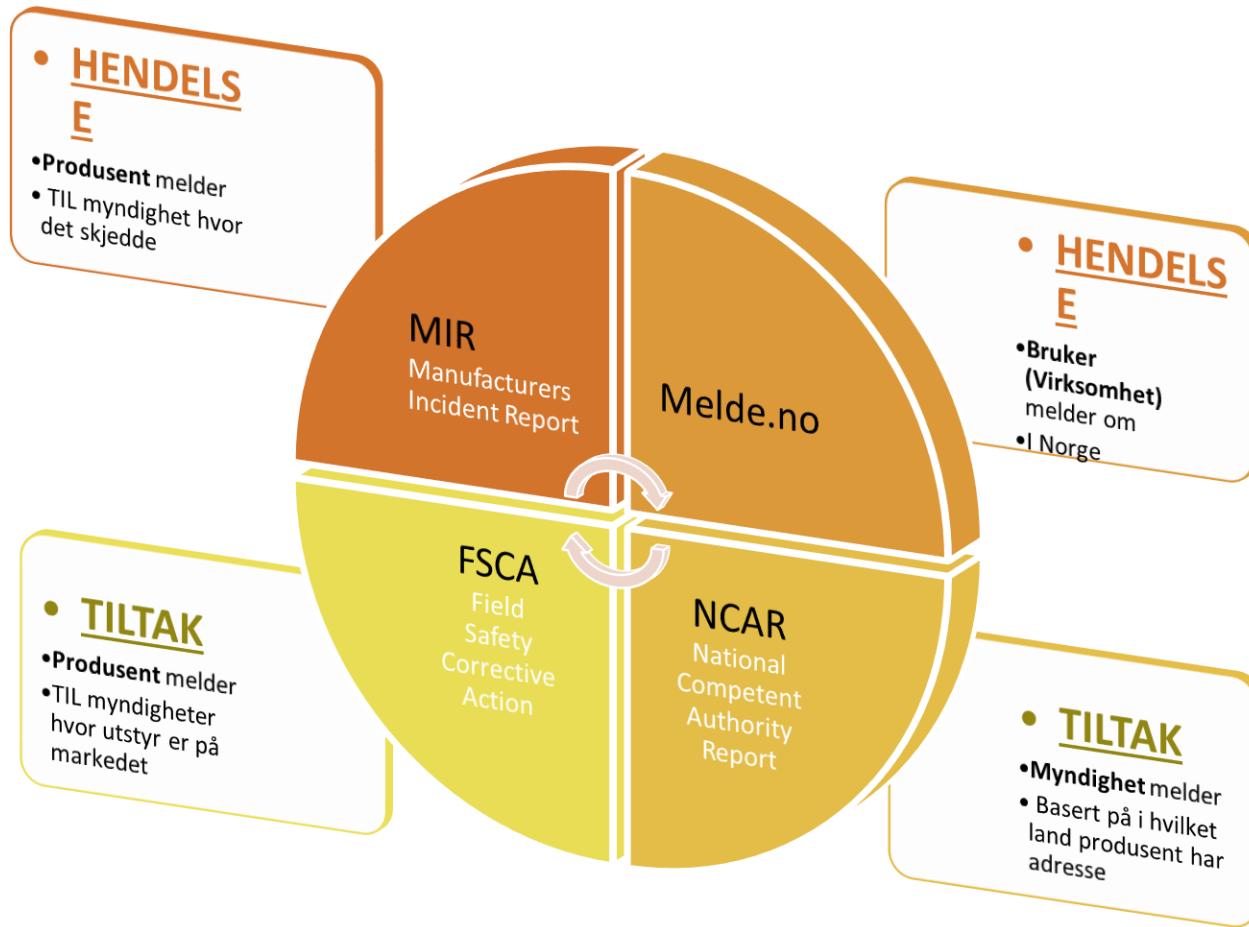 • HENDELS
E
•Produsent melder
• TIL myndighet hvor
det skjedde
• HENDELS
E
•Bruker
(Virksomhet)
melder om
•I Norge
MIR
Manufacturers
Incident Report
Melde.no
FSCA
Field
Safety
Corrective
Action
NCAR
National
Competent
Authority
Report
• TILTAK
•Produsent melder
•TIL myndigheter
hvor utstyr er på
markedet
• TILTAK
•Myndighet melder
• Basert på i hvilket
land produsent har
adresse